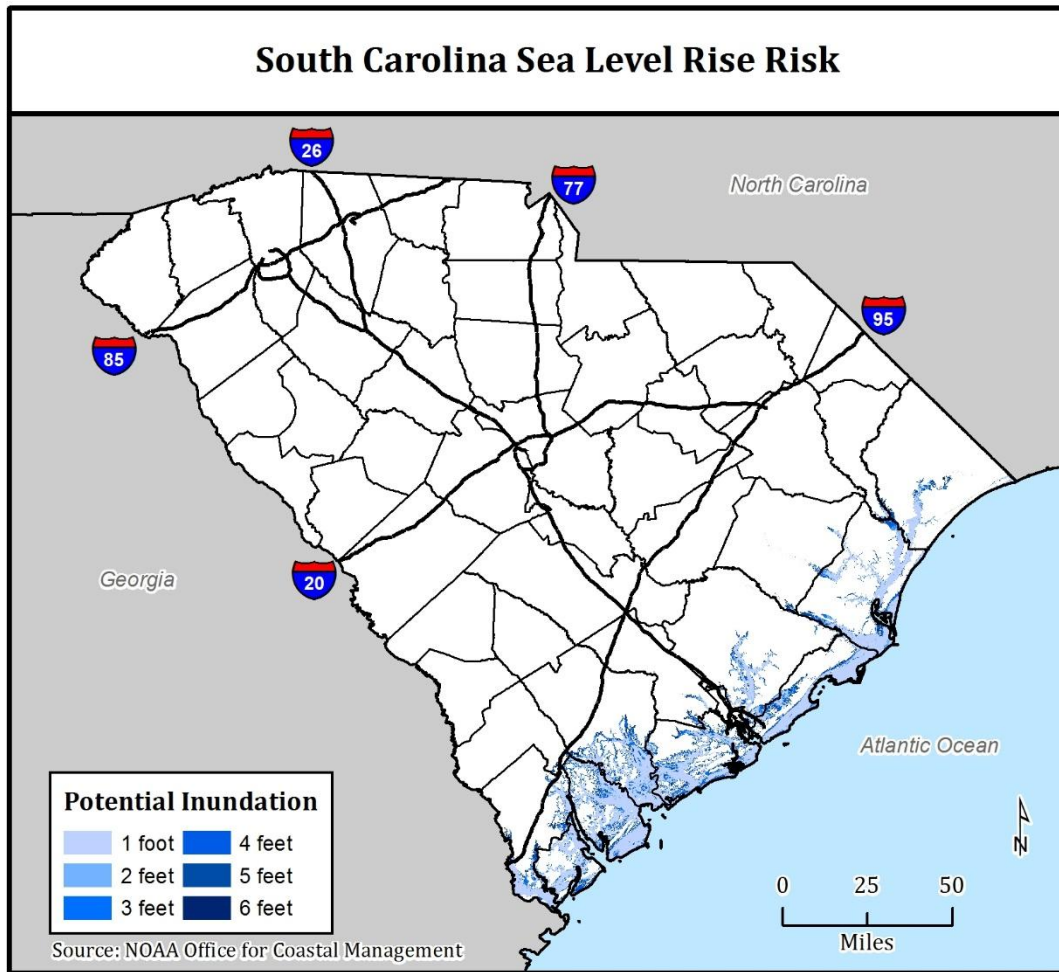 South Carolina Sea Level Rise Risk
26
77
North Carolina
95
85
20
Georgia
Atlantic Ocean
Potential Inundation
1 foot
4 feet
2 feet
5 feet
3 feet
6 feet
N
0 25 50
Miles
Source: NOAA Office for Coastal Management